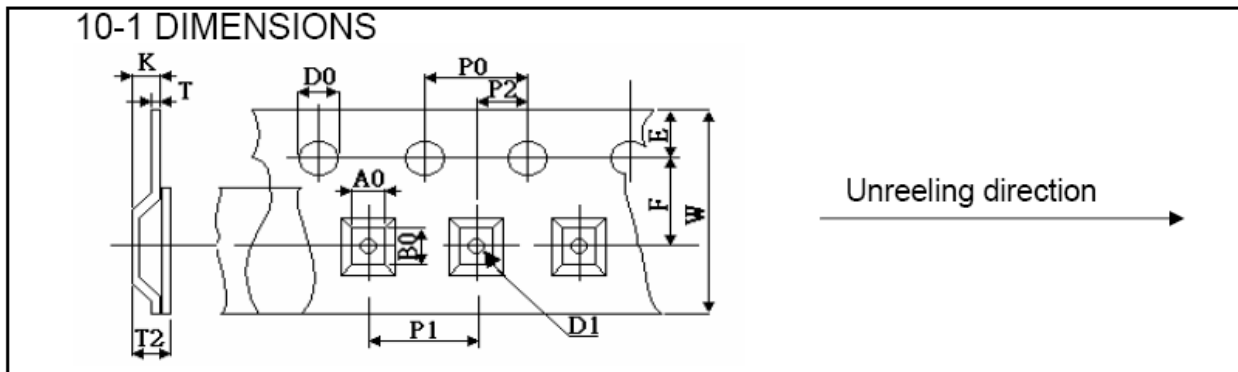 10-1 DIMENSIONS
K
T
D0
P0
P2
E
A0
F
W
Unreeling direction
B0
T2
P1
D1